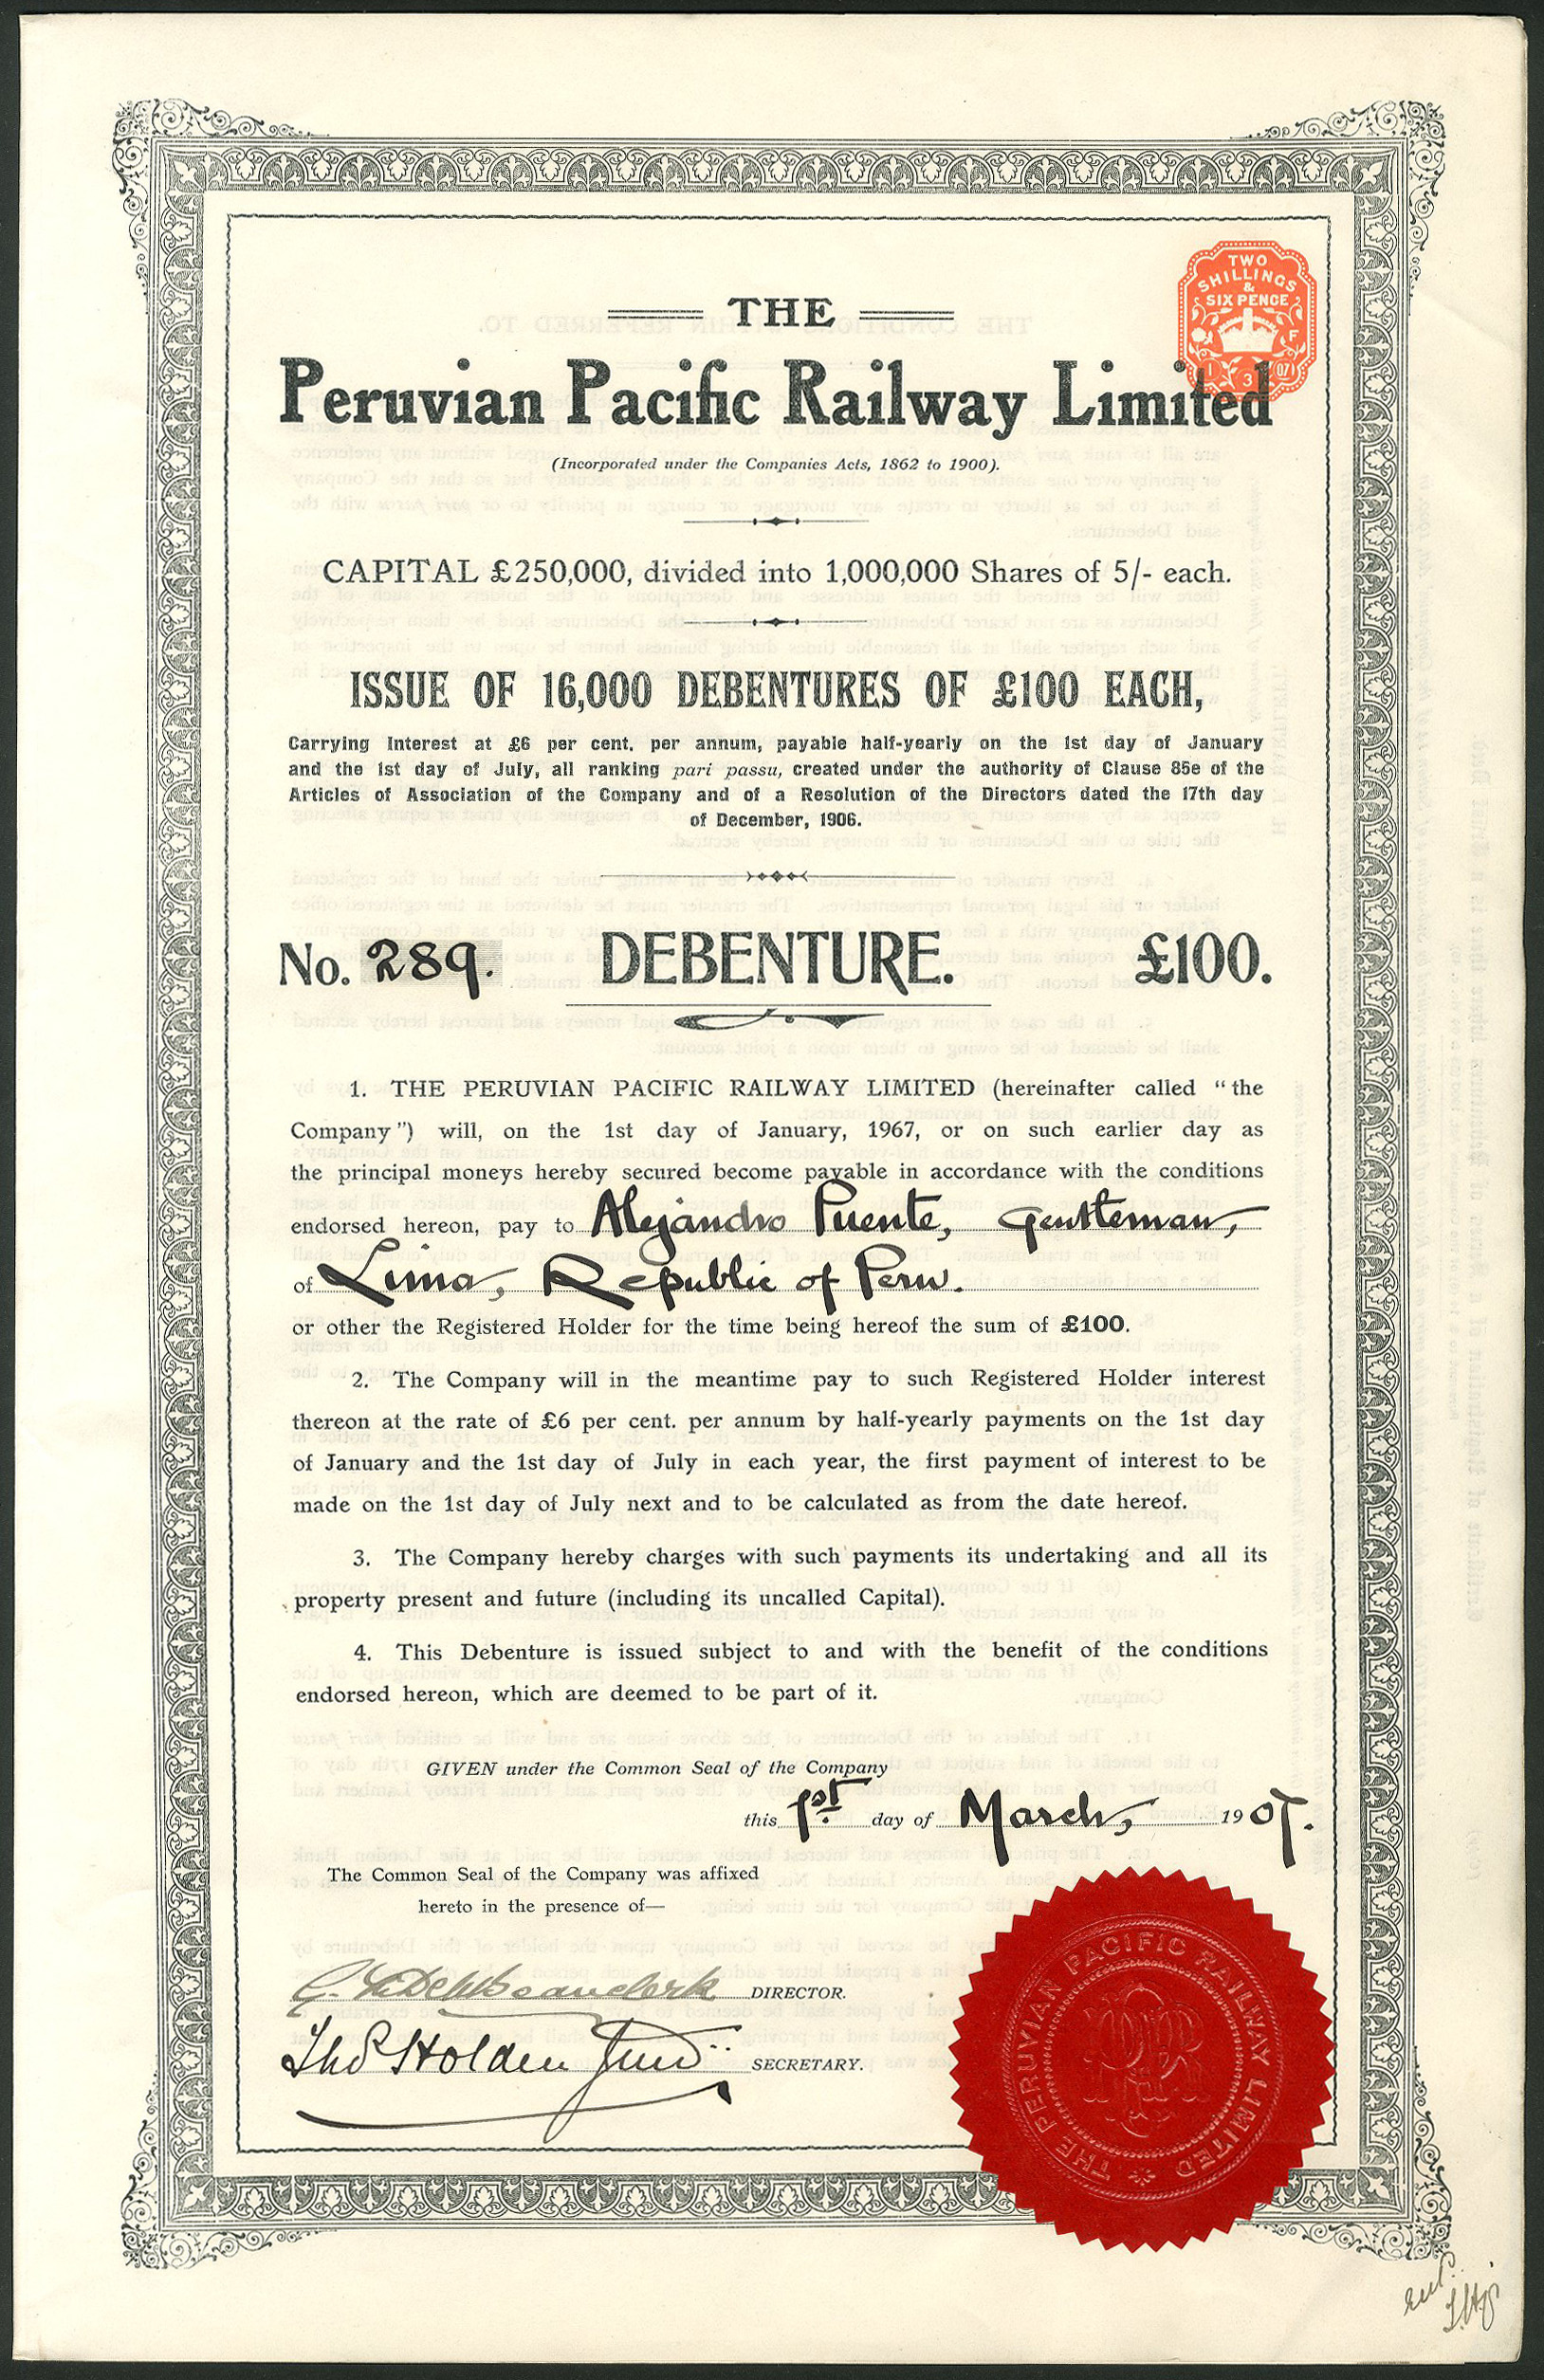 THE
Peruvian Pacific Railway Limited
TWO
SHILLINGS
&
SIX PENCE
F
1 3 07
(Incorporated under the Companies Acts, 1862 to 1900).
CAPITAL £250,000, divided into 1,000,000 Shares of 5/- each.
ISSUE OF 16,000 DEBENTURES OF £100 EACH,
Carrying Interest at £6 per cent. per annum, payable half-yearly on the 1st day of January
and the 1st day of July, all ranking pari passu, created under the authority of Clause 85e of the
Articles of Association of the Company and of a Resolution of the Directors dated the 17th day
of December, 1906.
No. 289. DEBENTURE. £100.
1. THE PERUVIAN PACIFIC RAILWAY LIMITED (hereinafter called "the
Company") will, on the 1st day of January, 1967, or on such earlier day as
the principal moneys hereby secured become payable in accordance with the conditions
endorsed hereon, pay to Alejandro Puente, Gentleman,
of Lima, Republic of Peru.
or other the Registered Holder for the time being hereof the sum of £100.
2. The Company will in the meantime pay to such Registered Holder interest
thereon at the rate of £6 per cent. per annum by half-yearly payments on the 1st day
of January and the 1st day of July in each year, the first payment of interest to be
made on the 1st day of July next and to be calculated as from the date hereof.
3. The Company hereby charges with such payments its undertaking and all its
property present and future (including its uncalled Capital).
4. This Debenture is issued subject to and with the benefit of the conditions
endorsed hereon, which are deemed to be part of it.
GIVEN under the Common Seal of the Company
this 1st day of March, 1907.
The Common Seal of the Company was affixed
hereto in the presence of—
DIRECTOR.
Thos Holden Junr SECRETARY.
THE PERUVIAN PACIFIC RAILWAY LIMITED